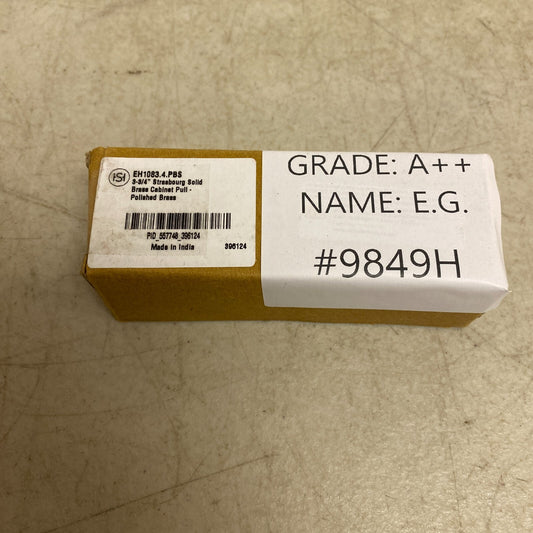 HSH
EH1083.4.PBS
3-3/4" Strasbourg Solid
Brass Cabinet Pull -
Polished Brass
PID_557748_396124
Made in India
396124
GRADE: A++
NAME: E.G.
#9849H